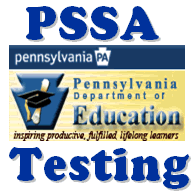 PSSA
pennsylvania PA
Pennsylvania
Department of
Education
inspiring productive, fulfilled, lifelong learners
Testing